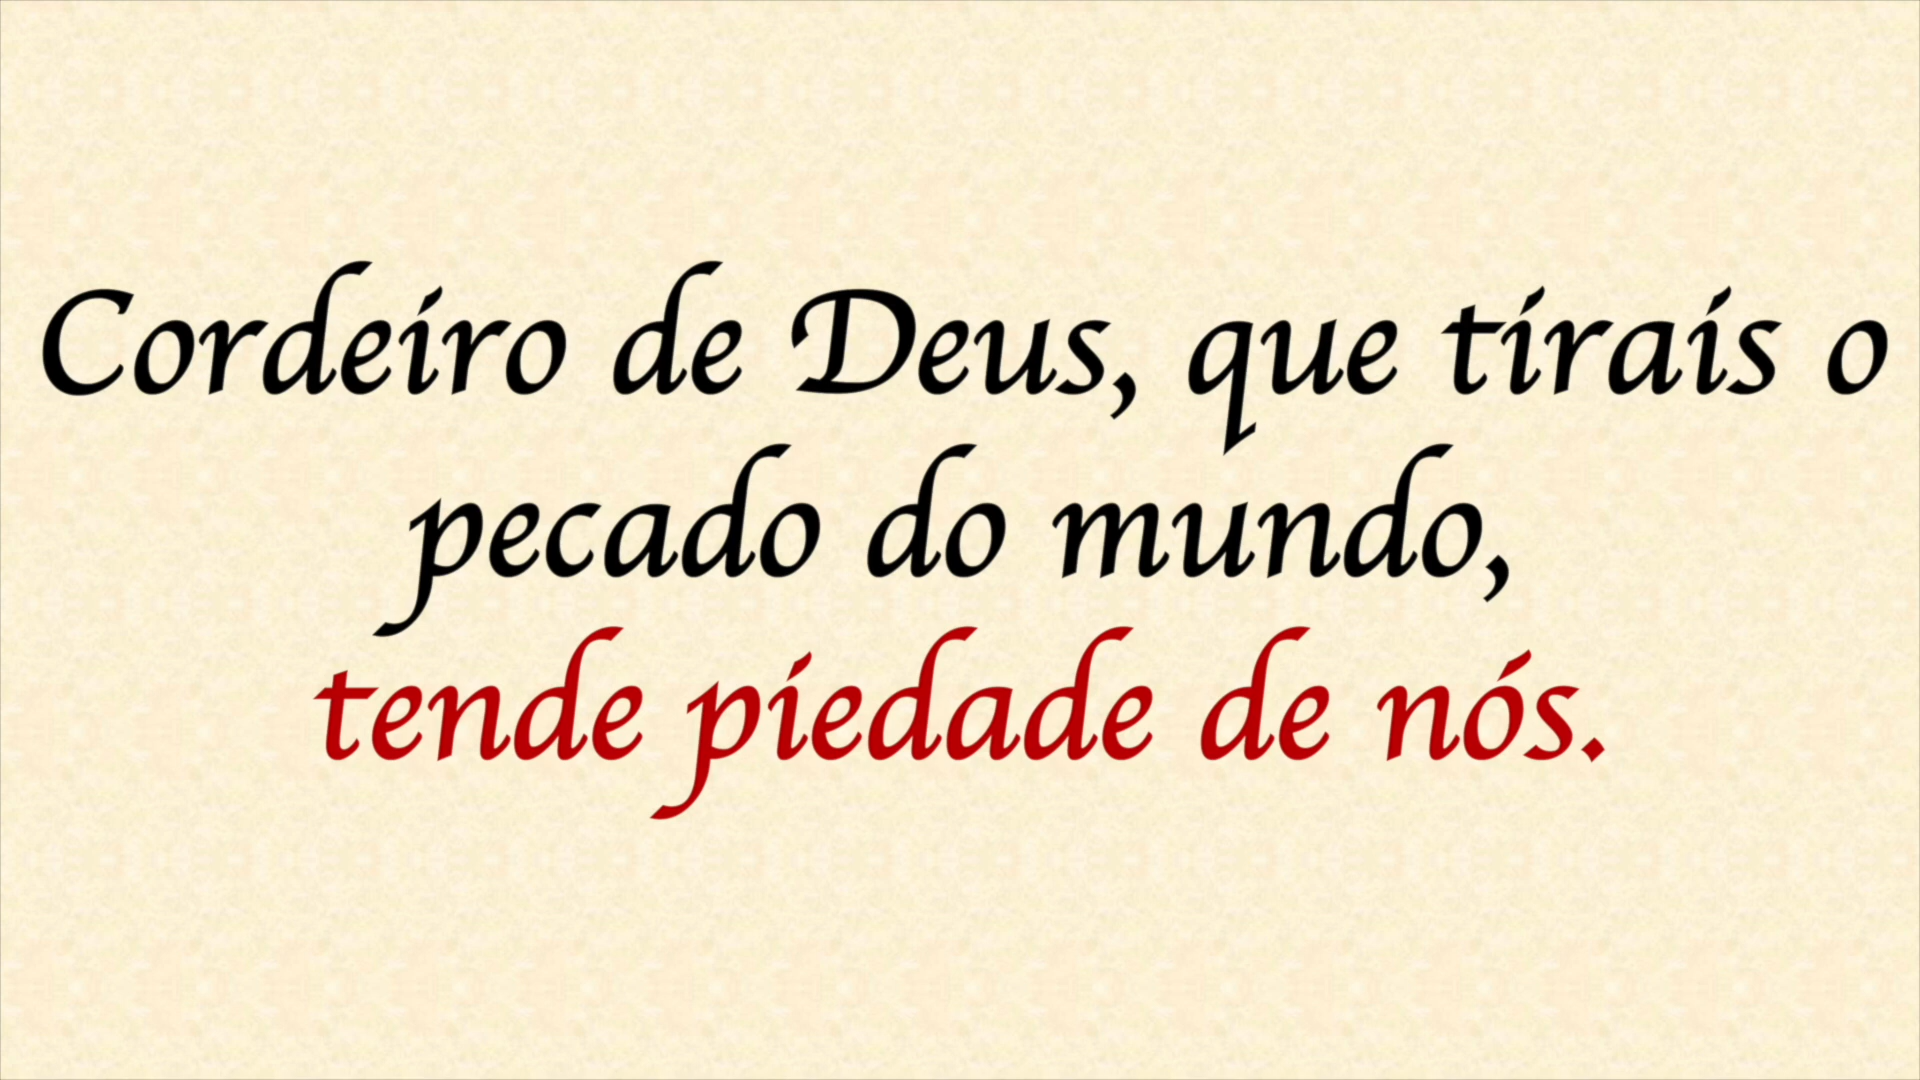 Cordeiro de Deus, que tirais o
pecado do mundo,
tende piedade de nós.